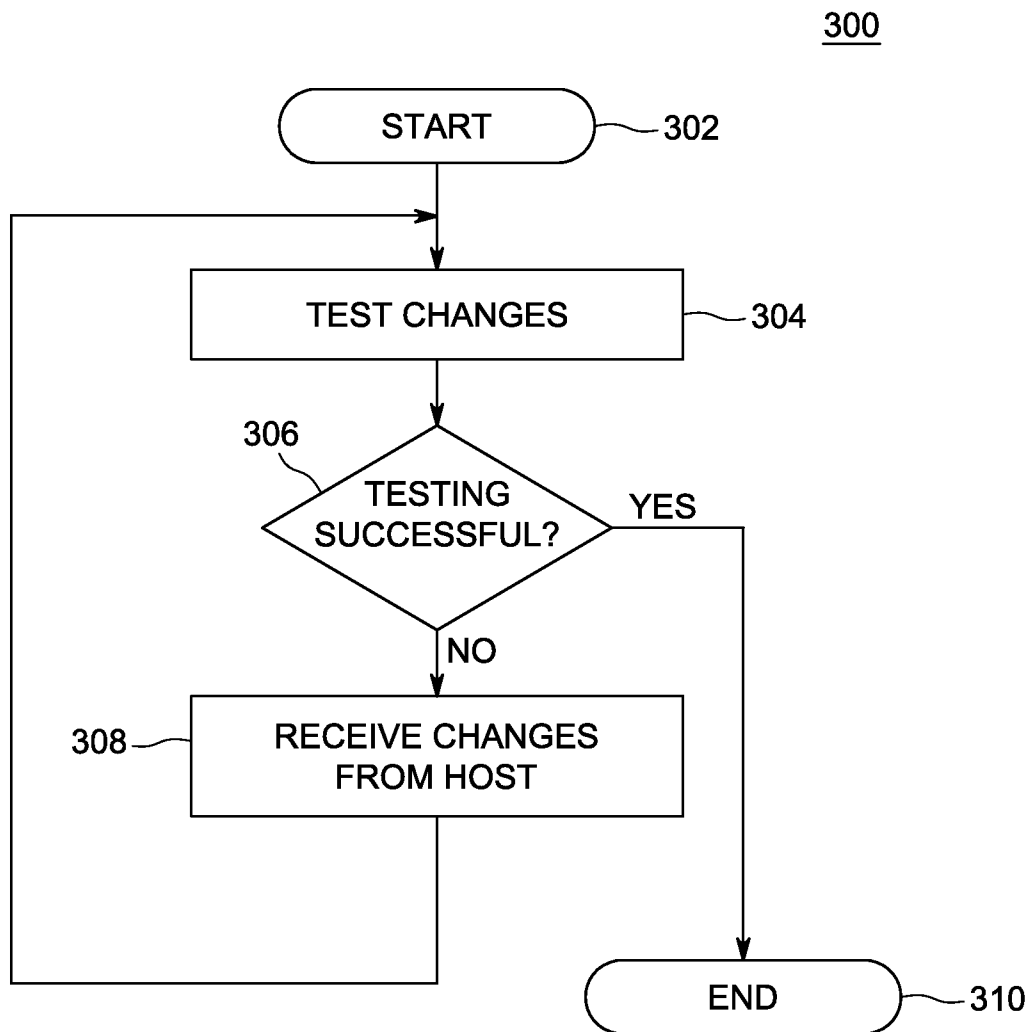 300
START
302
TEST CHANGES
304
306
TESTING
SUCCESSFUL?
YES
NO
308
RECEIVE CHANGES
FROM HOST
END
310